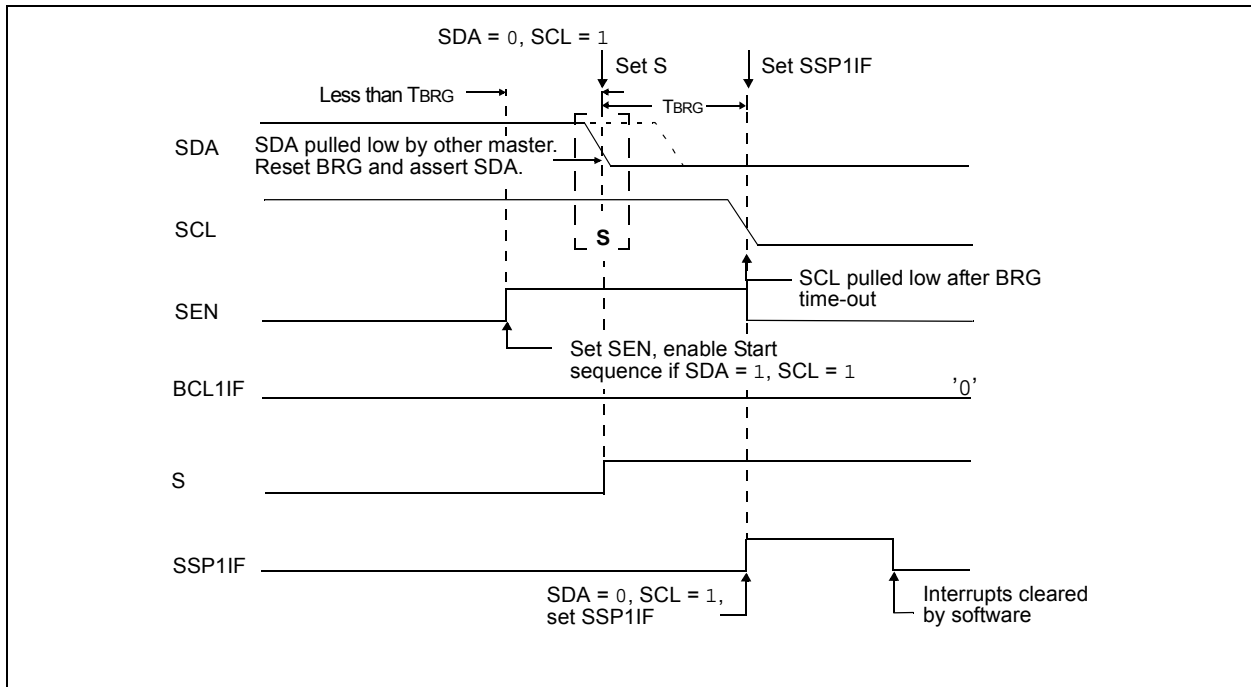 SDA = 0, SCL = 1
Set S
Set SSP1IF
Less than TBRG
TBRG
SDA
SDA pulled low by other master.
Reset BRG and assert SDA.
SCL
S
SCL pulled low after BRG
time-out
SEN
Set SEN, enable Start
sequence if SDA = 1, SCL = 1
BCL1IF
'0'
S
SSP1IF
SDA = 0, SCL = 1,
set SSP1IF
Interrupts cleared
by software